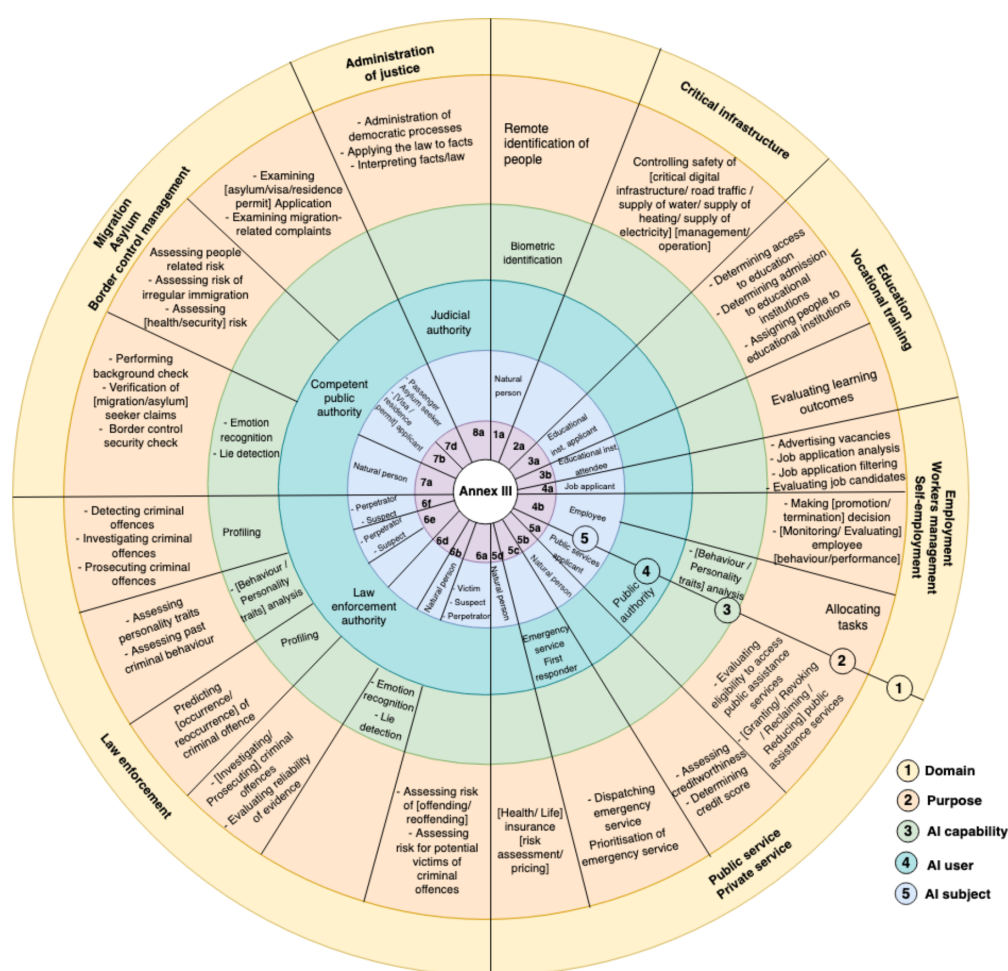 Administration
of justice
- Administration of
democratic processes
- Applying the law to facts
- Interpreting facts/law
Remote
identification of
people
Biometric
identification
Critical infrastructure
Controlling safety of
[critical digital
infrastructure/ road traffic /
supply of water/ supply of
heating/ supply of
electricity] [management/
operation]
Education
Vocational training
- Determining access
to education
- Determining admission
to educational
institutions
- Assigning people to
educational institutions
Evaluating learning
outcomes
Employment
Workers management
Self-employment
- Advertising vacancies
- Job application analysis
- Job application filtering
- Evaluating job candidates
- Making [promotion/
termination] decision
- [Monitoring/ Evaluating]
employee
[behaviour/performance]
- [Behaviour /
Personality
traits] analysis
Allocating
tasks
Public service
Private service
- Evaluating
eligibility to access
public assistance
services
- [Granting/ Revoking
/ Reclaiming /
Reducing] public
assistance services
- Assessing
creditworthiness
- Determining
credit score
- Dispatching
emergency
service
Prioritisation of
emergency service
[Health/ Life]
insurance
[risk
assessment/
pricing]
Law enforcement
- Assessing risk
of [offending/
reoffending]
- Assessing
risk for potential
victims of
criminal
offences
- Emotion
recognition
- Lie
detection
- [Investigating/
Prosecuting] criminal
offences
- Evaluating reliability
of evidence
Predicting
[occurrence/
reoccurrence] of
criminal offence
Profiling
- Assessing
personality traits
- Assessing past
criminal behaviour
- [Behaviour /
Personality
traits] analysis
- Detecting criminal
offences
- Investigating criminal
offences
- Prosecuting criminal
offences
Profiling
Migration
Asylum
Border control management
- Performing
background check
- Verification of
[migration/asylum]
seeker claims
- Border control
security check
- Emotion
recognition
- Lie detection
Assessing people
related risk
- Assessing risk of
irregular immigration
- Assessing
[health/security] risk
- Examining
[asylum/visa/residence
permit] Application
- Examining migration-
related complaints
Judicial
authority
Competent
public authority
Law
enforcement
authority
Emergency
service
First
responder
Public
authority
Natural
person
Educational
inst. applicant
Educational inst.
attendee
Job applicant
Employee
Public services
applicant
Natural person
Natural person
- Victim
- Suspect
- Perpetrator
Natural person
- Perpetrator
- Suspect
- Perpetrator
- Suspect
Natural person
Passenger
Asylum seeker
- [Visa /
residence
permit] applicant
8a
1a
2a
3a
3b
4a
4b
5a
5b
5c
5d
6a
6b
6d
6e
6f
7a
7b
7d
Annex III
5
4
3
2
1
1 Domain
2 Purpose
3 AI capability
4 AI user
5 AI subject